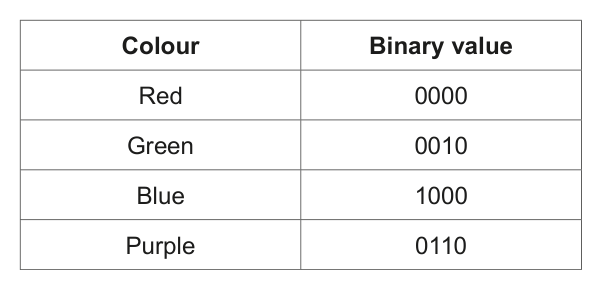 Colour Binary value
Red 0000
Green 0010
Blue 1000
Purple 0110